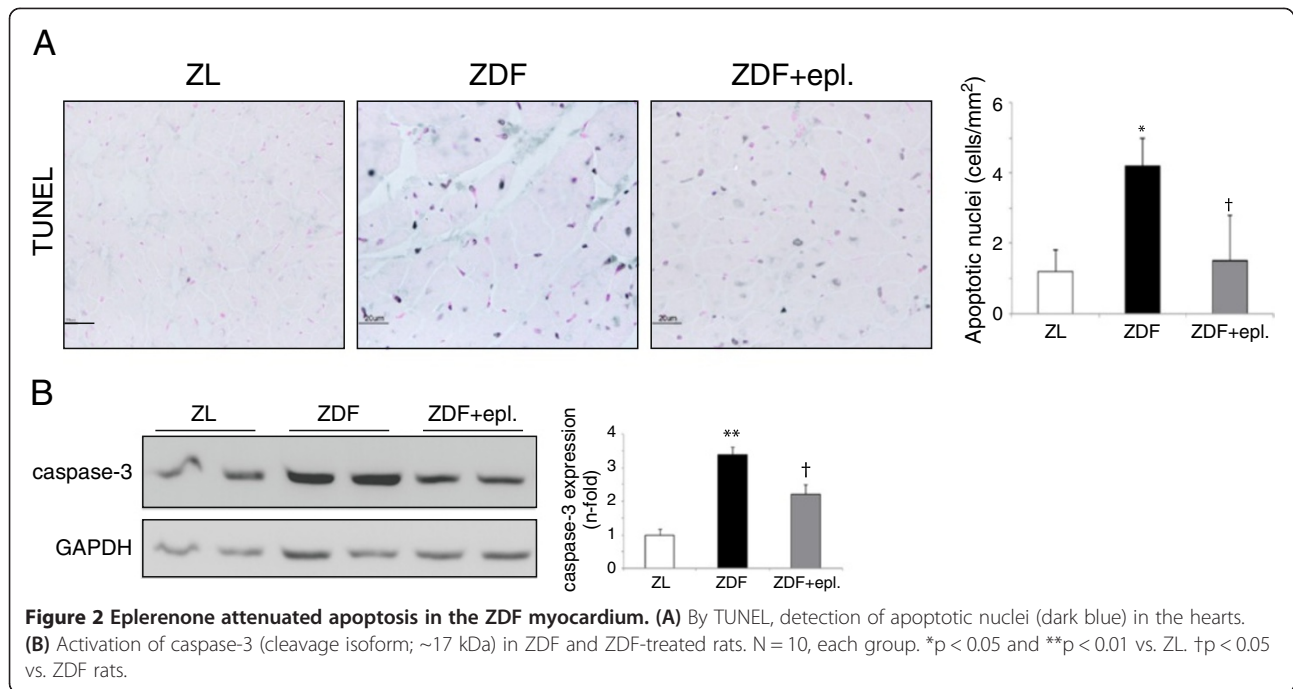 A
ZL ZDF ZDF+epl.
TUNEL
20µm 20µm
Apoptotic nuclei (cells/mm²)
6
4
2
0
*
†
ZL ZDF ZDF+epl.
B
ZL ZDF ZDF+epl.
caspase-3
GAPDH
caspase-3 expression
(n-fold)
4
3
2
1
0
**
†
ZL ZDF ZDF+epl.
Figure 2 Eplerenone attenuated apoptosis in the ZDF myocardium. (A) By TUNEL, detection of apoptotic nuclei (dark blue) in the hearts.
(B) Activation of caspase-3 (cleavage isoform; ~17 kDa) in ZDF and ZDF-treated rats. N = 10, each group. *p < 0.05 and **p < 0.01 vs. ZL. †p < 0.05
vs. ZDF rats.